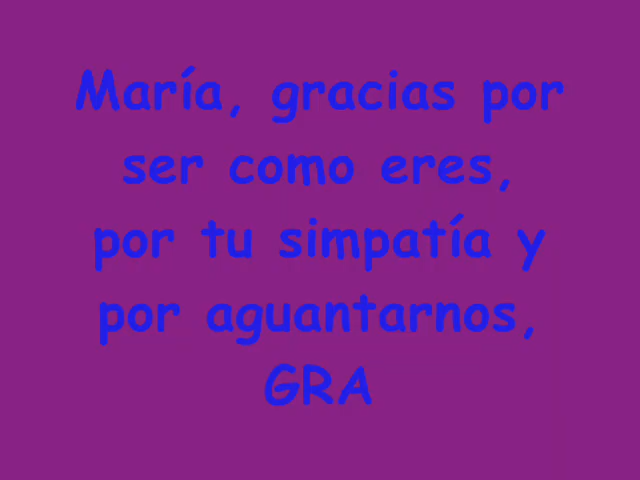 María, gracias por
ser como eres,
por tu simpatía y
por aguantarnos,
GRA